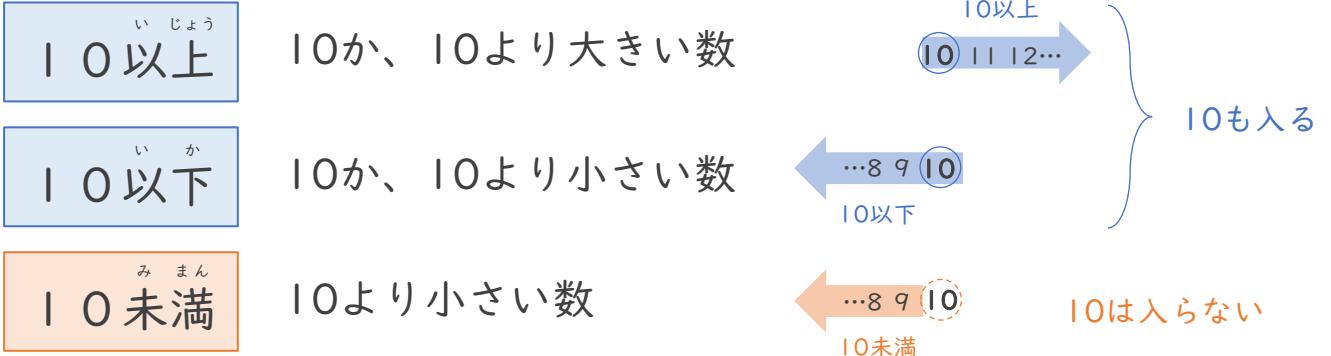 い じょう
10以上
10か、10より大きい数
10以上
10 11 12…
い か
10以下
10か、10より小さい数
…8 9 10
10以下
10も入る
み まん
10未満
10より小さい数
…8 9 10
10未満
10は入らない